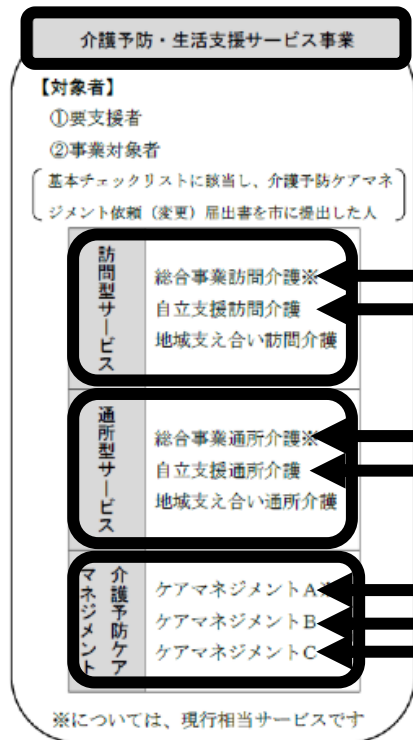 介護予防・生活支援サービス事業
【対象者】
①要支援者
②事業対象者
基本チェックリストに該当し、介護予防ケアマネ
ジメント依頼（変更）届出書を市に提出した人
訪問型サービス
総合事業訪問介護※
自立支援訪問介護
地域支え合い訪問介護
通所型サービス
総合事業通所介護※
自立支援通所介護
地域支え合い通所介護
介護予防ケア
マネジメント
ケアマネジメントA※
ケアマネジメントB
ケアマネジメントC
※については、現行相当サービスです